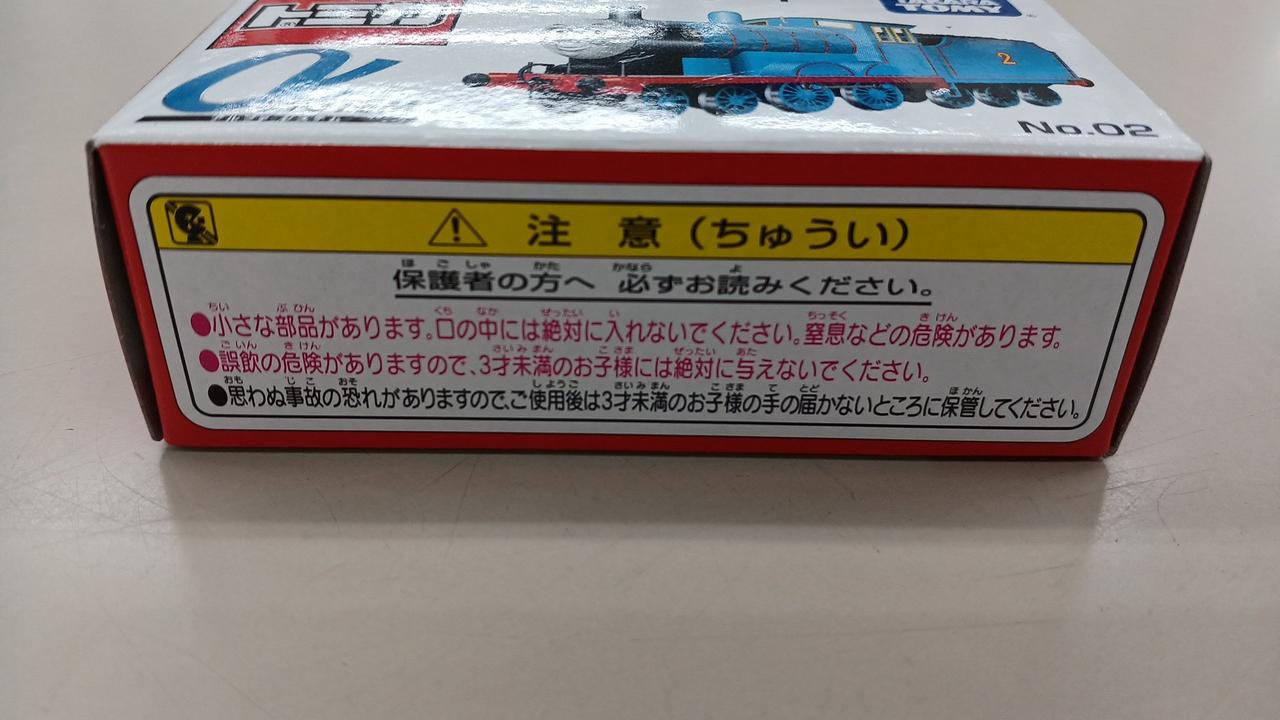 トミカ
TAKARA TOMY
2
No.02
注 意 (ちゅうい)
保護者の方へ 必ずお読みください。
●小さな部品があります。口の中には絶対に入れないでください。窒息などの危険があります。
●誤飲の危険がありますので、3才未満のお子様には絶対に与えないでください。
●思わぬ事故の恐れがありますので、ご使用後は3才未満のお子様の手の届かないところに保管してください。